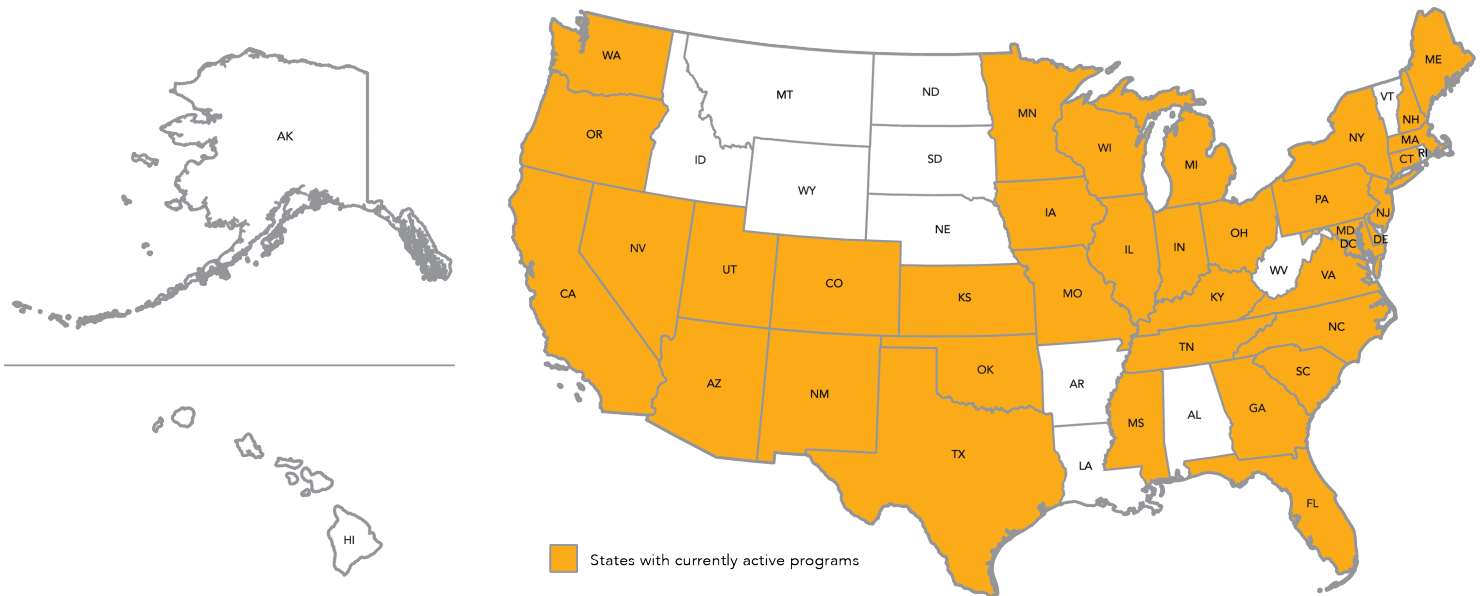 WA
MT
ND
MN
ME
VT
NH
NY
MA
RI
CT
OR
AK
ID
SD
WI
MI
WY
PA
NJ
IA
NE
OH
MD
DC
DE
NV
IL
IN
WV
VA
UT
CO
CA
KS
MO
KY
NC
TN
OK
AZ
NM
AR
SC
GA
MS
AL
TX
LA
FL
HI
States with currently active programs